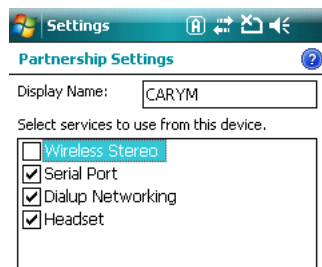 Settings
A
Partnership Settings
?
Display Name: CARYM
Select services to use from this device.
Wireless Stereo
Serial Port
Dialup Networking
Headset